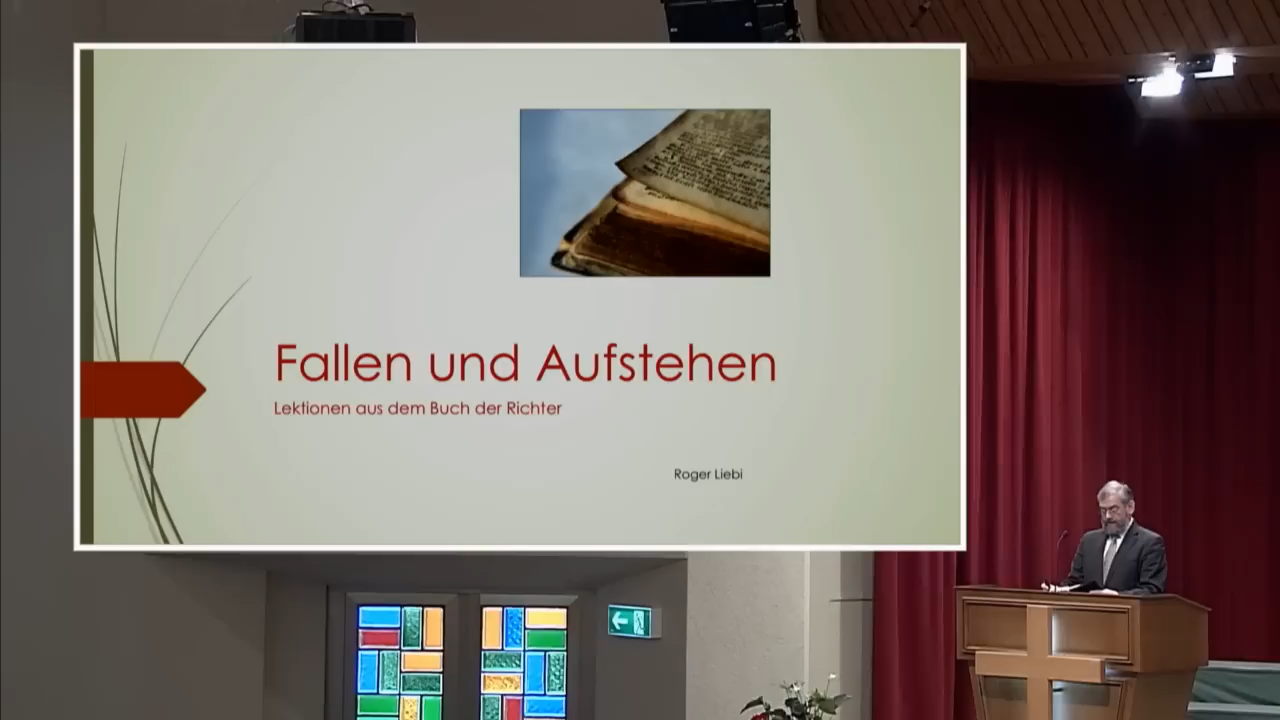 Fallen und Aufstehen
Lektionen aus dem Buch der Richter
Roger Liebi